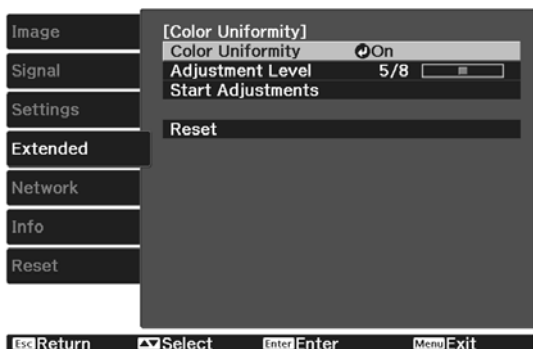 Image
Signal
Settings
Extended
Network
Info
Reset
[Color Uniformity]
Color Uniformity On
Adjustment Level 5/8
Start Adjustments
Reset
Esc Return Select Enter Enter Menu Exit